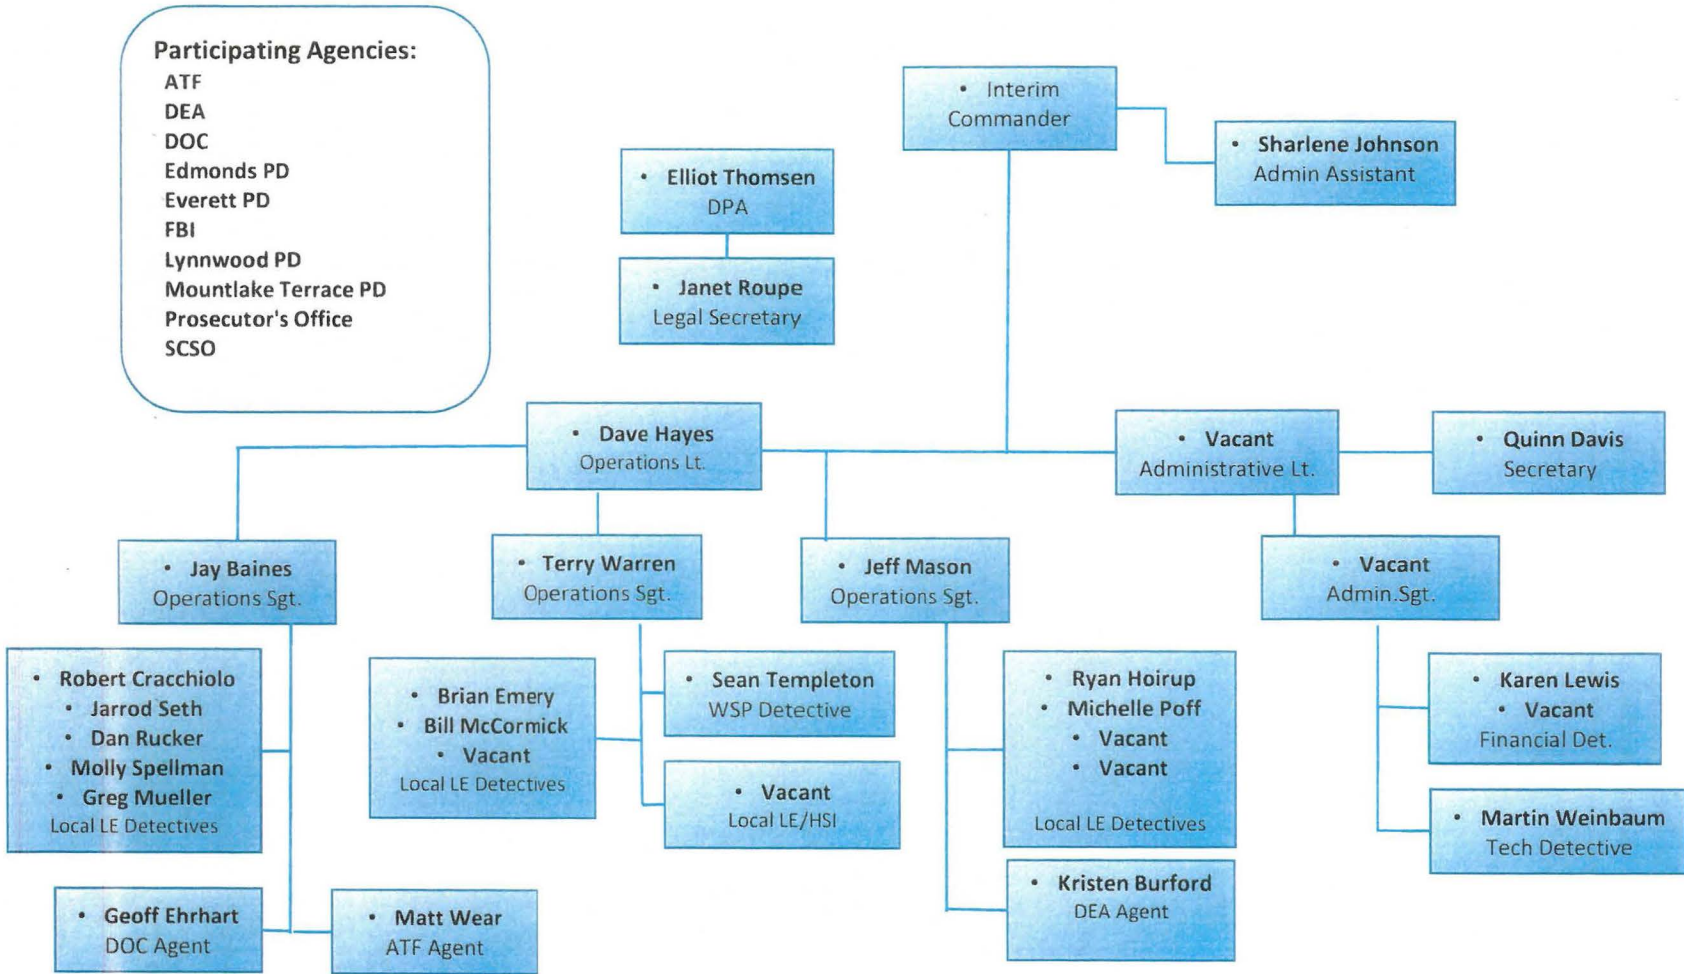 Participating Agencies:
ATF
DEA
DOC
Edmonds PD
Everett PD
FBI
Lynnwood PD
Mountlake Terrace PD
Prosecutor's Office
SCSO
• Interim
Commander
• Sharlene Johnson
Admin Assistant
• Elliot Thomsen
DPA
• Janet Roupe
Legal Secretary
• Dave Hayes
Operations Lt.
• Vacant
Administrative Lt.
• Quinn Davis
Secretary
• Jay Baines
Operations Sgt.
• Terry Warren
Operations Sgt.
• Jeff Mason
Operations Sgt.
• Vacant
Admin.Sgt.
• Robert Cracchiolo
• Jarrod Seth
• Dan Rucker
• Molly Spellman
• Greg Mueller
Local LE Detectives
• Brian Emery
• Bill McCormick
• Vacant
Local LE Detectives
• Sean Templeton
WSP Detective
• Vacant
Local LE/HSI
• Ryan Hoirup
• Michelle Poff
• Vacant
• Vacant
Local LE Detectives
• Karen Lewis
• Vacant
Financial Det.
• Martin Weinbaum
Tech Detective
• Geoff Ehrhart
DOC Agent
• Matt Wear
ATF Agent
• Kristen Burford
DEA Agent